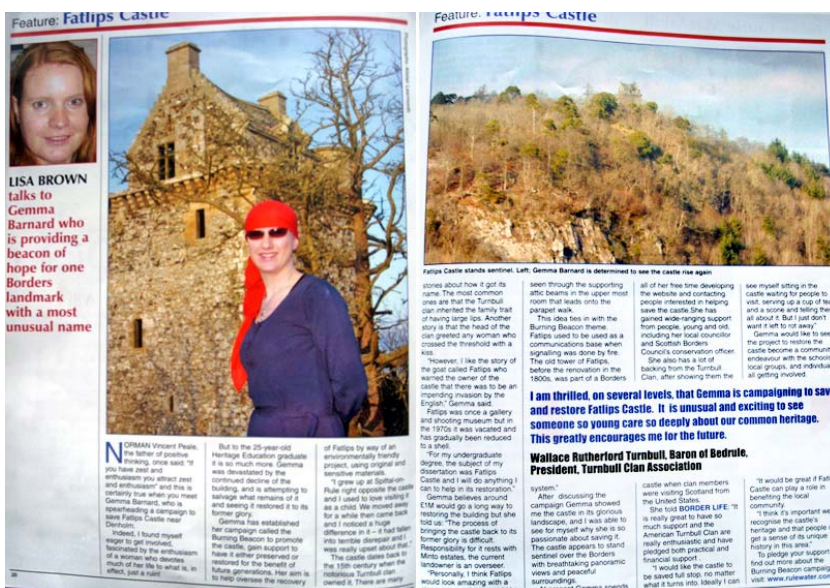 Feature: Fatlips Castle
LISA BROWN
talks to
Gemma
Barnard who
is providing a
beacon of
hope for one
Borders
landmark
with a most
unusual name
NORMAN Vincent Peale,
the father of positive
thinking, once said: "If
you have zest and
enthusiasm you attract zest
and enthusiasm" and this is
certainly true when you meet
Gemma Barnard, who is
spearheading a campaign to
save Fatlips Castle near
Denholm.
Indeed, I found myself
eager to get involved,
fascinated by the enthusiasm
of a woman who devotes
much of her life to what is, in
effect, just a ruin!
But to the 25-year-old
Heritage Education graduate
it is so much more. Gemma
was devastated by the
continued decline of the
building, and is attempting to
salvage what remains of it
and seeing it restored to its
former glory.
Gemma has established
her campaign called the
Burning Beacon to promote
the castle, gain support to
have it either preserved or
restored for the benefit of
future generations. Her aim is
to help oversee the recovery
of Fatlips by way of an
environmentally friendly
project, using original and
sensitive materials.
"I grew up at Spittal-on-
Rule right opposite the castle
and I used to love visiting it
as a child. We moved away
for a while then came back
and I noticed a huge
difference in it – it had fallen
into terrible disrepair and I
was really upset about that."
The castle dates back to
the 15th century when the
notorious Turnbull clan
owned it. There are many
Feature: Fatlips Castle
Fatlips Castle stands sentinel. Left; Gemma Barnard is determined to see the castle rise again
stories about how it got its
name. The most common
ones are that the Turnbull
clan inherited the family trait
of having large lips. Another
story is that the head of the
clan greeted any woman who
crossed the threshold with a
kiss.
"However, I like the story of
the goat called Fatlips who
warned the owner of the
castle that there was to be an
impending invasion by the
English," Gemma said.
Fatlips was once a gallery
and shooting museum but in
the 1970s it was vacated and
has gradually been reduced
to a shell.
"For my undergraduate
degree, the subject of my
dissertation was Fatlips
Castle and I will do anything I
can to help in its restoration."
Gemma believes around
£1M would go a long way to
restoring the building but she
told us: "The process of
bringing the castle back to its
former glory is difficult.
Responsibility for it rests with
Minto estates, the current
landowner is an overseer.
"Personally, I think Fatlips
would look amazing with a
seen through the supporting
attic beams in the upper most
room that leads onto the
parapet walk.
This idea ties in with the
Burning Beacon theme.
Fatlips used to be used as a
communications base when
signalling was done by fire.
The old tower of Fatlips,
before the renovation in the
1800s, was part of a Borders
system."
After discussing the
campaign Gemma showed
me the castle in its glorious
landscape, and I was able to
see for myself why she is so
passionate about saving it.
The castle appears to stand
sentinel over the Borders
with breathtaking panoramic
views and peaceful
surroundings.
all of her free time developing
the website and contacting
people interested in helping
save the castle.She has
gained wide-ranging support
from people, young and old,
including her local councillor
and Scottish Borders
Council's conservation officer.
She also has a lot of
backing from the Turnbull
Clan, after showing them the
castle when clan members
were visiting Scotland from
the United States.
She told BORDER LIFE: "It
is really great to have so
much support and the
American Turnbull Clan are
really enthusiastic and have
pledged both practical and
financial support.
"I would like the castle to
be saved full stop, no matter
what it turns into. Ideally I can
see myself sitting in the
castle waiting for people to
visit, serving up a cup of tea
and a scone and telling them
all about it. But I just don't
want it left to rot away"
Gemma would like to see
the project to restore the
castle become a community
endeavour with the schools
local groups, and individuals
all getting involved.
"It would be great if Fatlips
Castle can play a role in
benefiting the local
community.
"I think it's important we
recognise the castle's
heritage and that people
get a sense of its unique
history in this area."
To pledge your support
find out more about the
Burning Beacon campaign
visit: www.rulewater
I am thrilled, on several levels, that Gemma is campaigning to save
and restore Fatlips Castle. It is unusual and exciting to see
someone so young care so deeply about our common heritage.
This greatly encourages me for the future.
Wallace Rutherford Turnbull, Baron of Bedrule,
President, Turnbull Clan Association